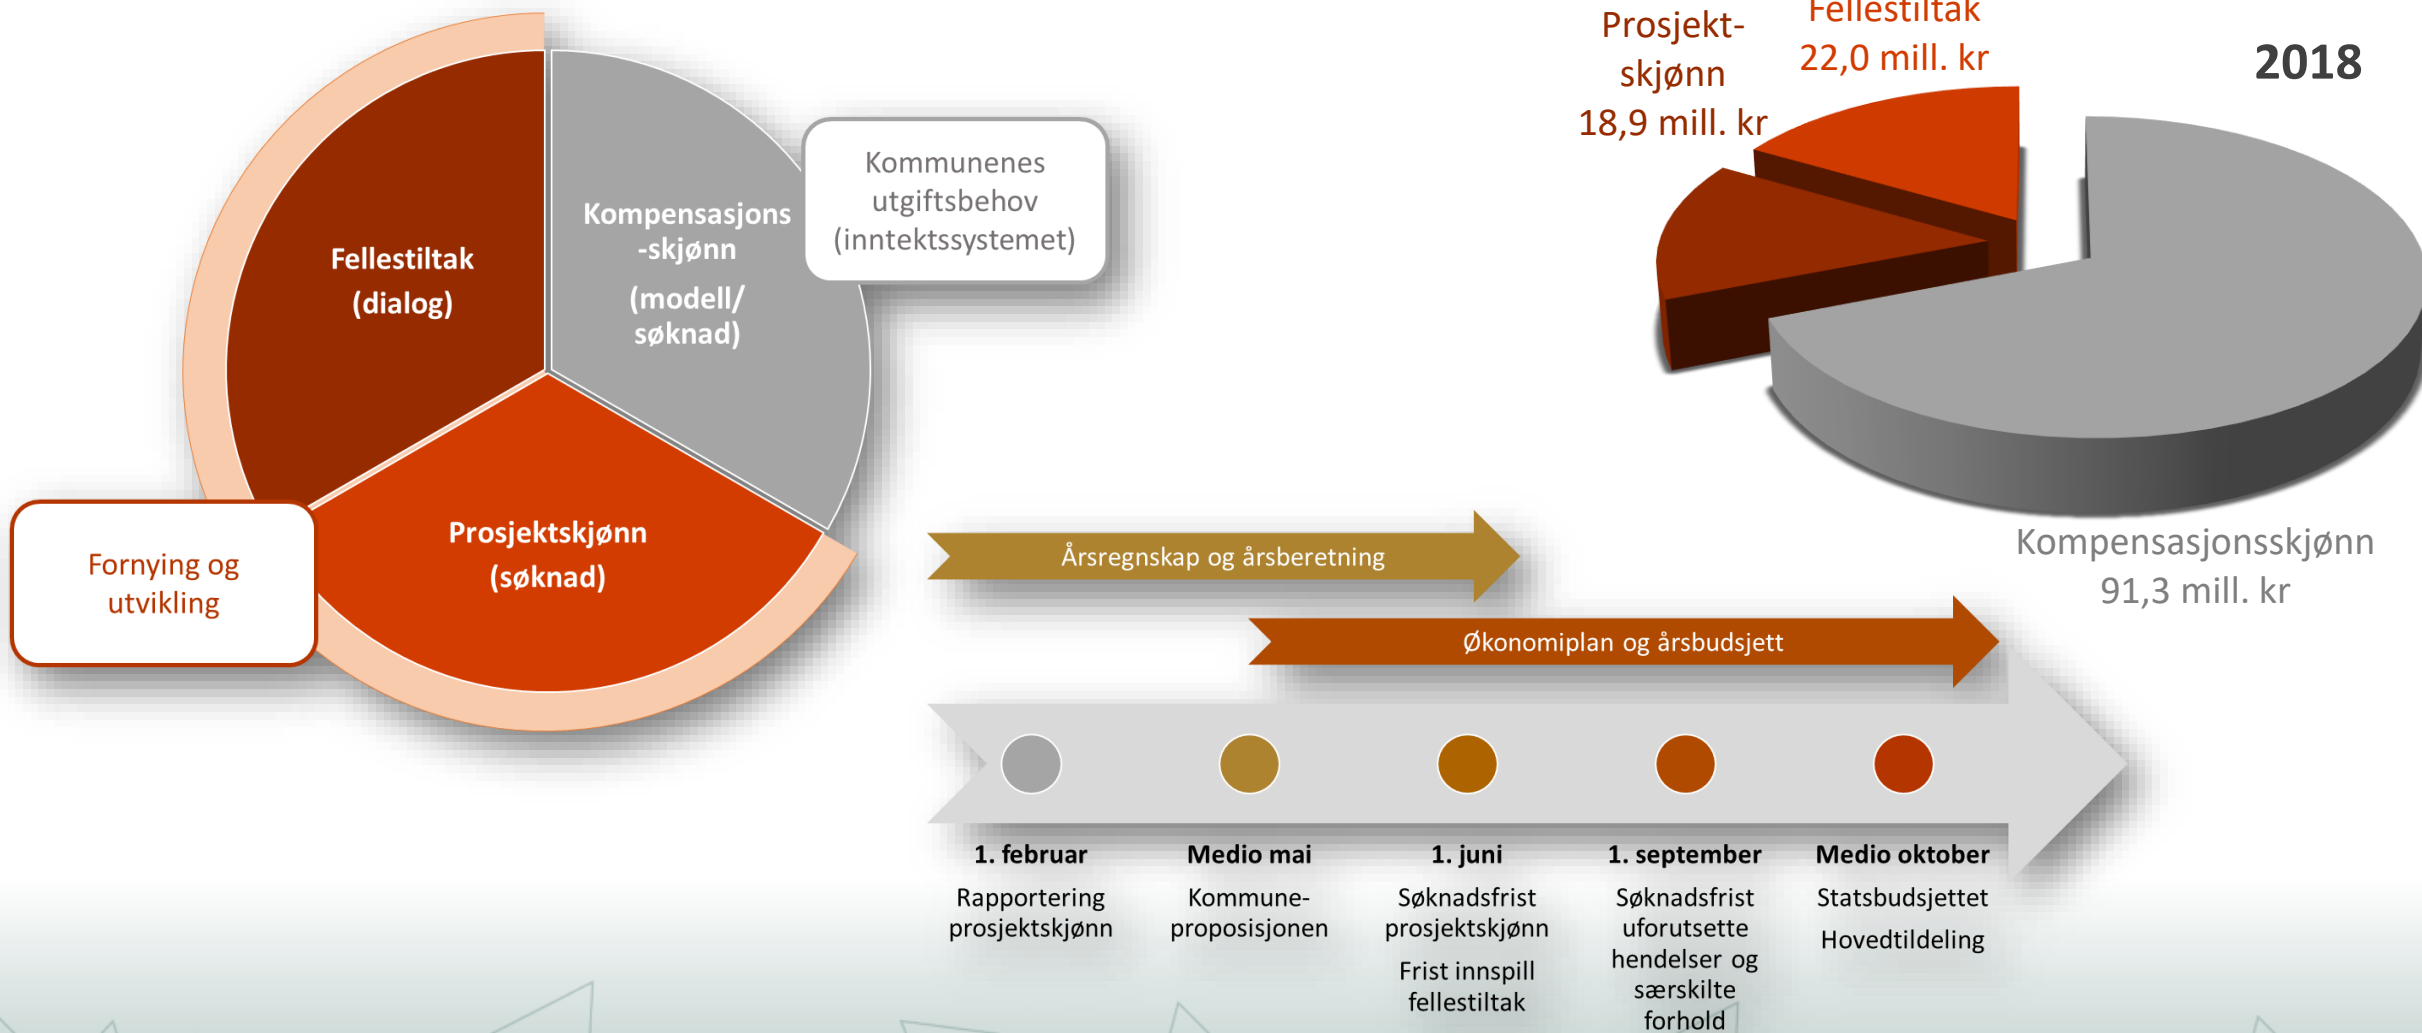 Fellestiltak
(dialog)
Kompensasjons
-skjønn
(modell/
søknad)
Kommunenes
utgiftsbehov
(inntektssystemet)
Prosjektskjønn
(søknad)
Fornying og
utvikling
Prosjekt-
skjønn
18,9 mill. kr
Fellestiltak
22,0 mill. kr
2018
Kompensasjonsskjønn
91,3 mill. kr
Årsregnskap og årsberetning
Økonomiplan og årsbudsjett
1. februar
Rapportering
prosjektskjønn
Medio mai
Kommune-
proposisjonen
1. juni
Søknadsfrist
prosjektskjønn
Frist innspill
fellestiltak
1. september
Søknadsfrist
uforutsette
hendelser og
særskilte
forhold
Medio oktober
Statsbudsjettet
Hovedtildeling